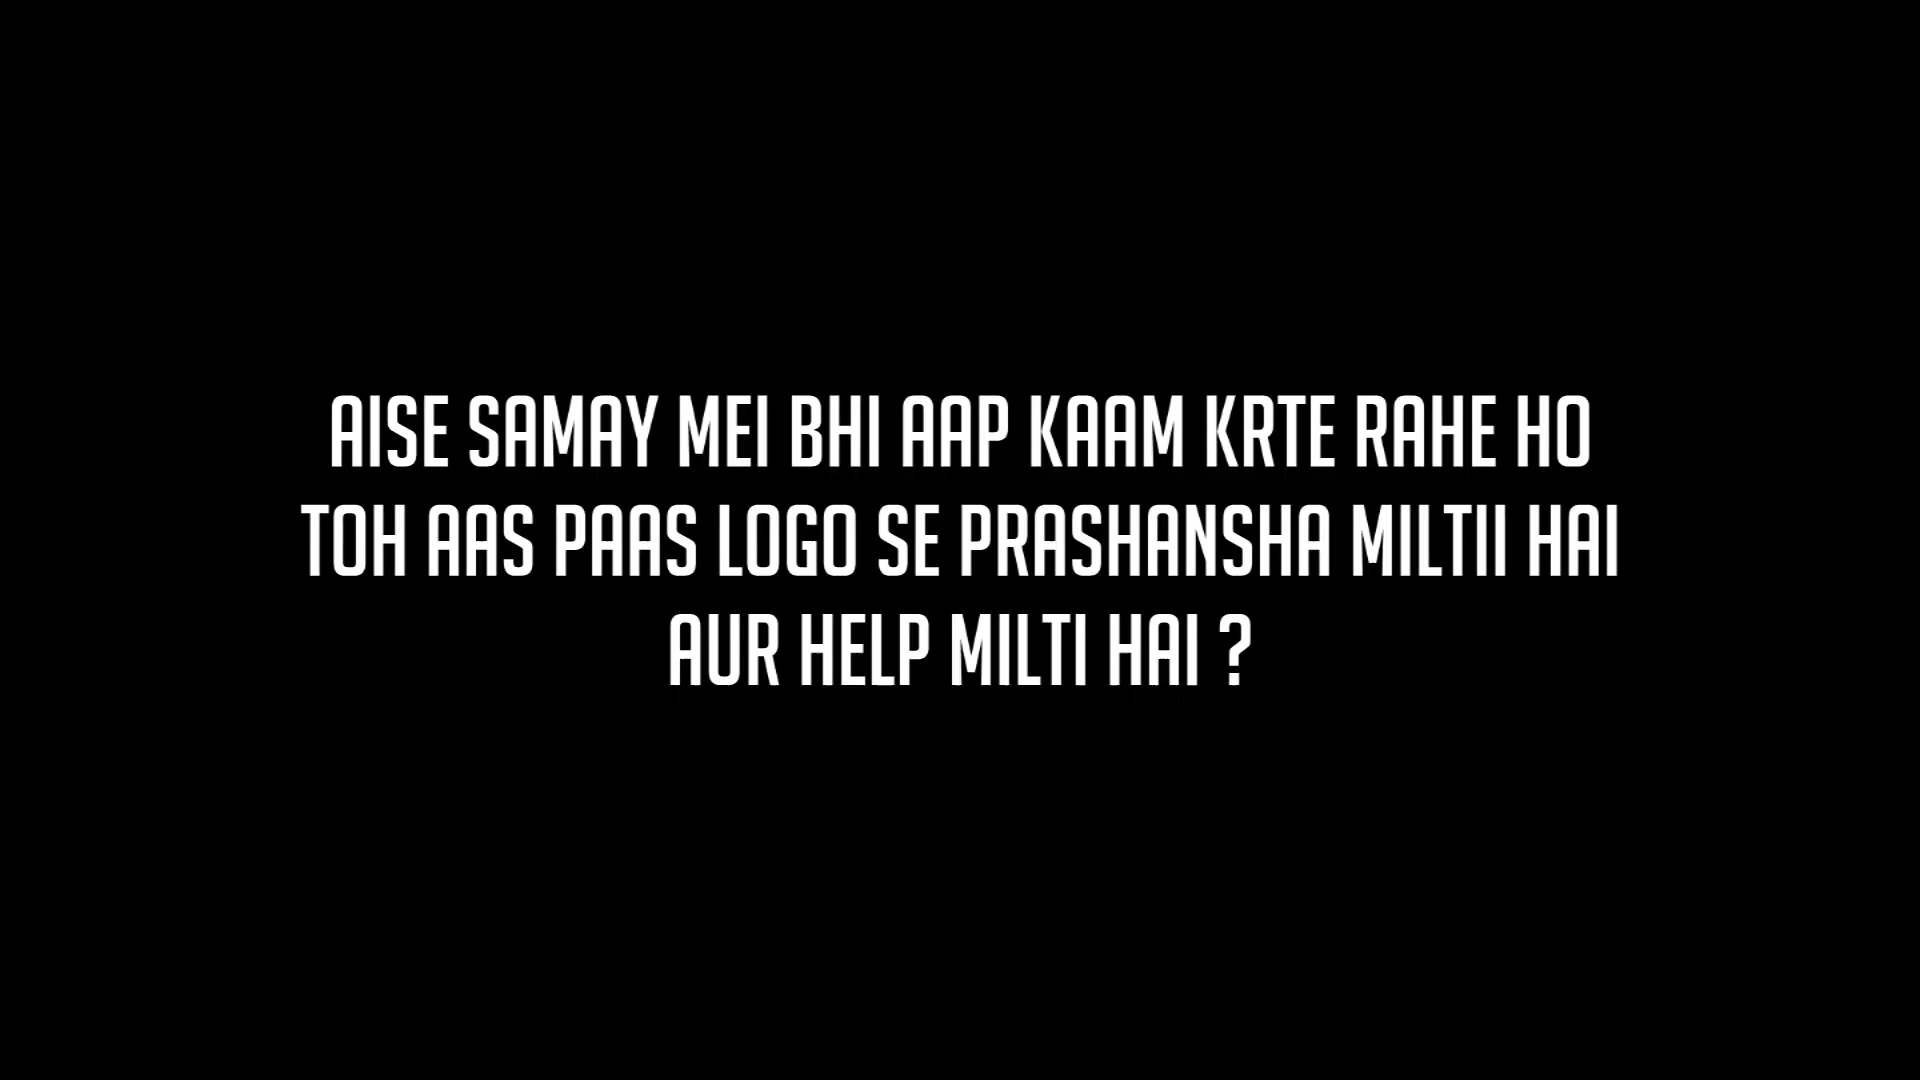 AISE SAMAY MEI BHI AAP KAAM KRTE RAHE HO
TOH AAS PAAS LOGO SE PRASHANSHA MILTII HAI
AUR HELP MILTI HAI ?